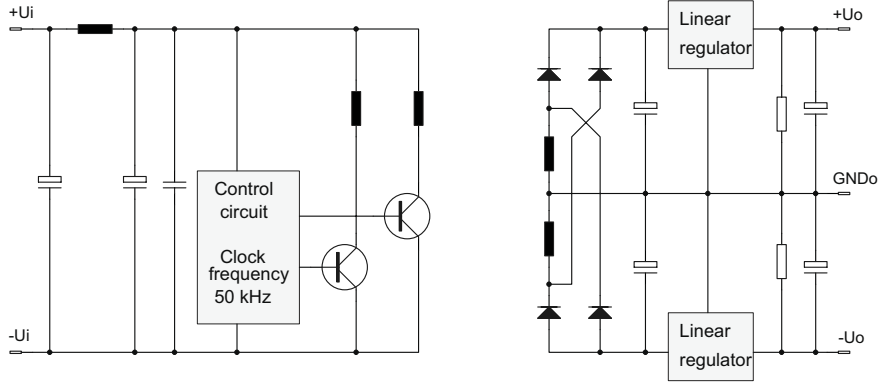 +Ui
Control
circuit
Clock
frequency
50 kHz
-Ui
Linear
regulator
+Uo
GNDo
Linear
regulator
-Uo